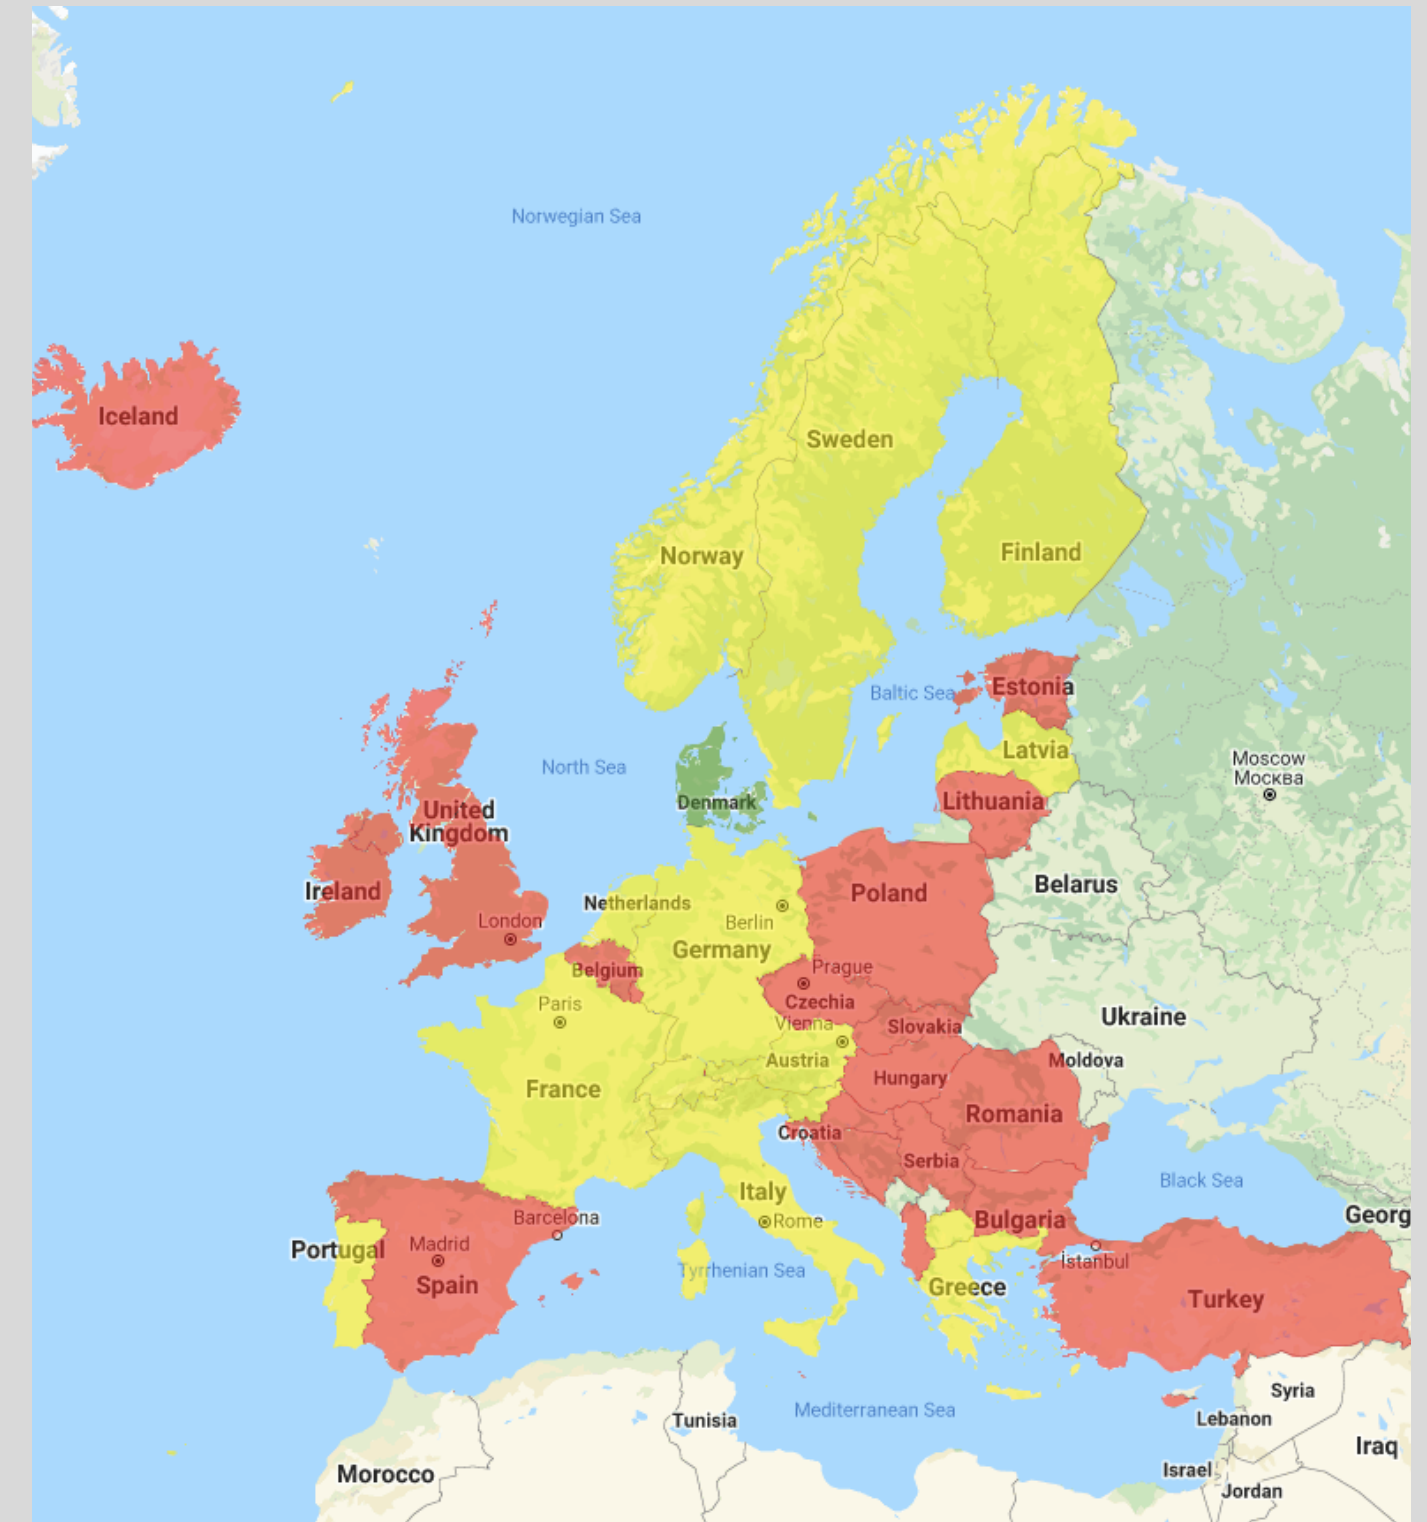 Norwegian Sea
Iceland
Sweden
Finland
Norway
Estonia
Baltic Sea
Latvia
North Sea
Moscow
Москва
Denmark
Lithuania
United
Kingdom
Belarus
Ireland
Poland
Netherlands
London
Berlin
Germany
Belgium
Prague
Paris
Czechia
Ukraine
Vienna
Slovakia
Austria
Moldova
Hungary
France
Romania
Croatia
Serbia
Black Sea
Italy
Barcelona
Rome
Bulgaria
Georg
Portugal
Madrid
İstanbul
Tyrrhenian Sea
Spain
Greece
Turkey
Syria
Mediterranean Sea
Lebanon
Tunisia
Iraq
Morocco
Israel
Jordan